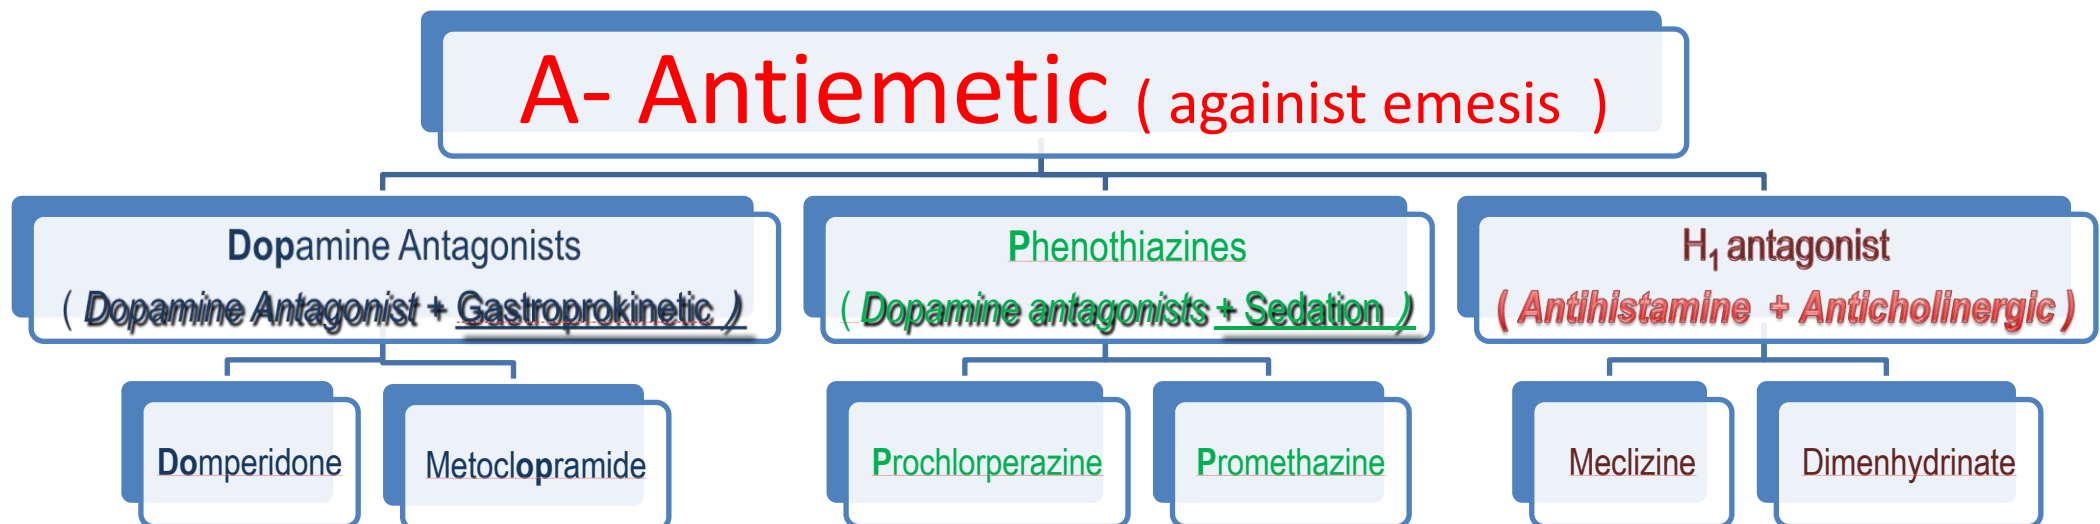 A- Antiemetic ( againist emesis )
Dopamine Antagonists
( Dopamine Antagonist + Gastroprokinetic )
Phenothiazines
( Dopamine antagonists + Sedation )
H₁ antagonist
( Antihistamine + Anticholinergic )
Domperidone
Metoclopramide
Prochlorperazine
Promethazine
Meclizine
Dimenhydrinate